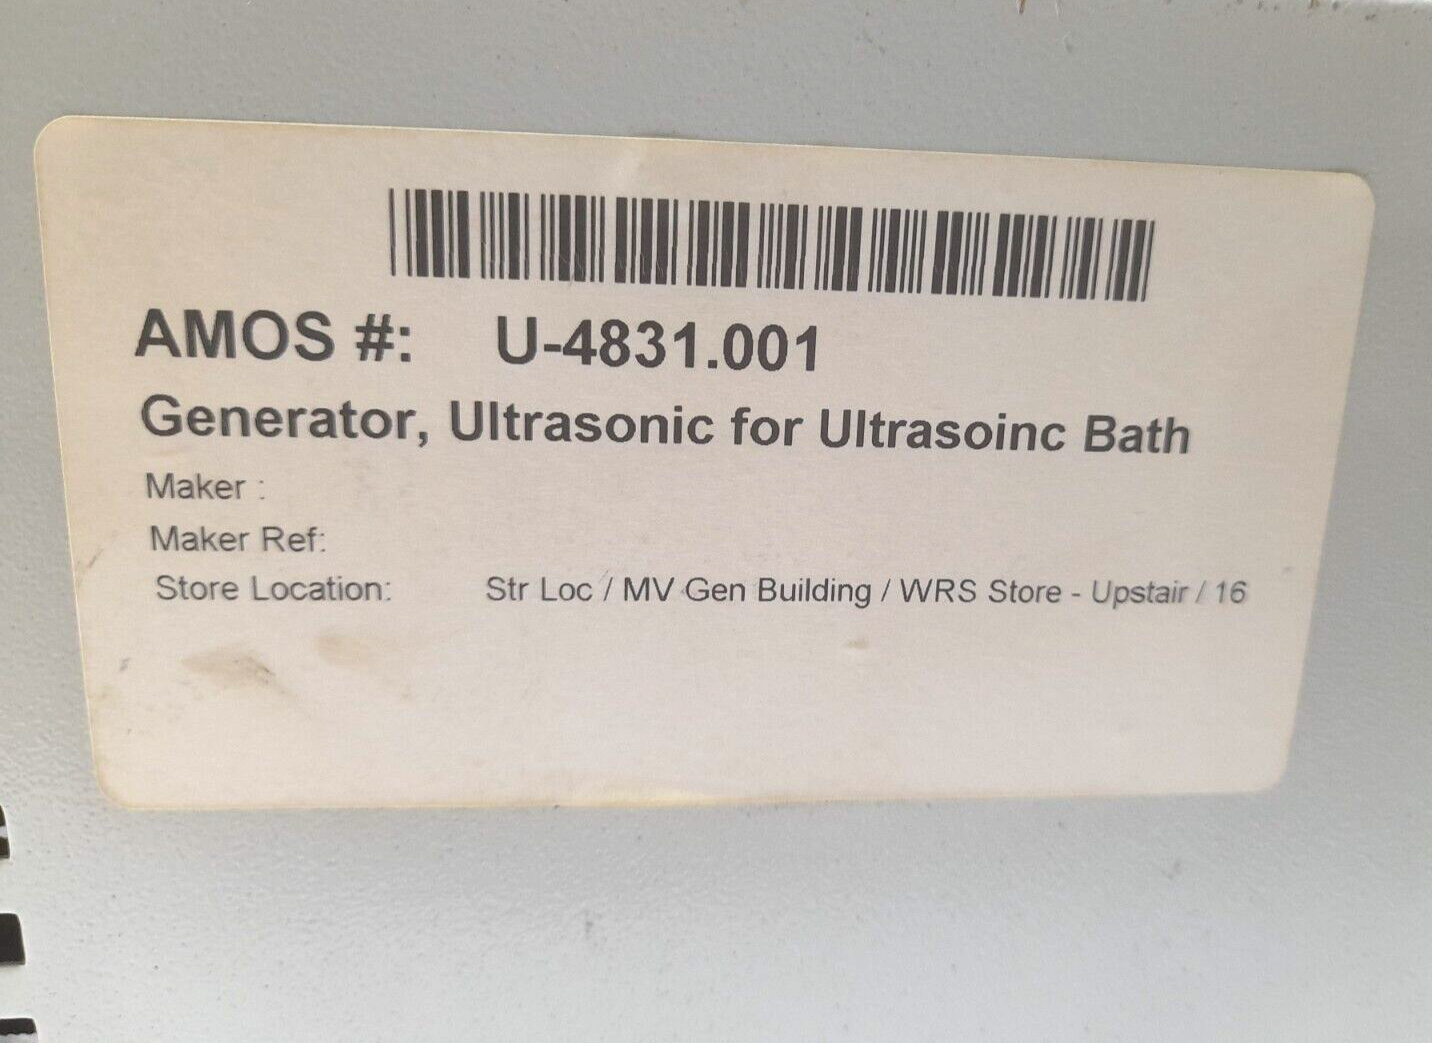 AMOS #: U-4831.001
Generator, Ultrasonic for Ultrasoinc Bath
Maker :
Maker Ref:
Store Location: Str Loc / MV Gen Building / WRS Store - Upstair / 16